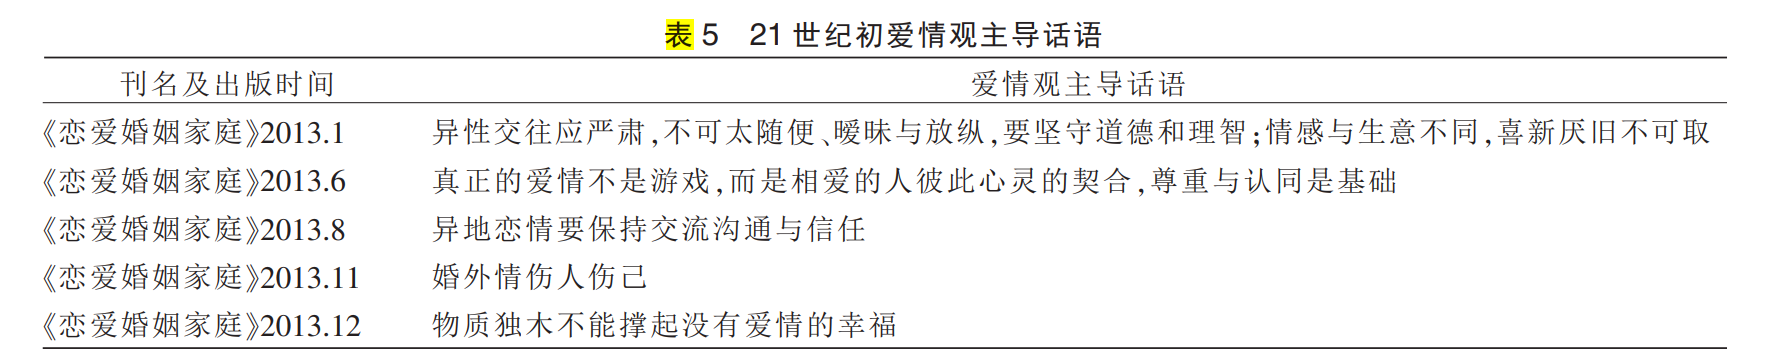 表 5 21 世纪初爱情观主导话语
刊名及出版时间 爱情观主导话语
《恋爱婚姻家庭》2013.1 异性交往应严肃,不可太随便、暧昧与放纵,要坚守道德和理智;情感与生意不同,喜新厌旧不可取
《恋爱婚姻家庭》2013.6 真正的爱情不是游戏,而是相爱的人彼此心灵的契合,尊重与认同是基础
《恋爱婚姻家庭》2013.8 异地恋情要保持交流沟通与信任
《恋爱婚姻家庭》2013.11 婚外情伤人伤己
《恋爱婚姻家庭》2013.12 物质独木不能撑起没有爱情的幸福